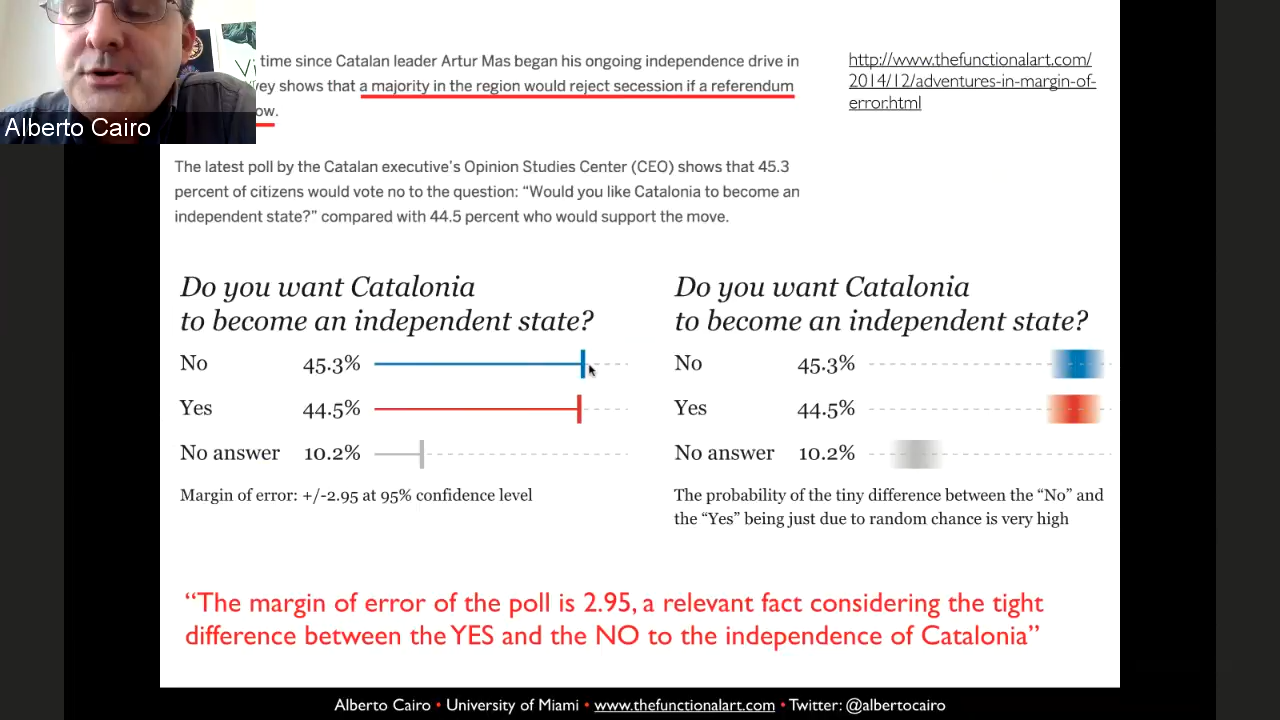 time since Catalan leader Artur Mas began his ongoing independence drive in
vey shows that a majority in the region would reject secession if a referendum
ow.
http://www.thefunctionalart.com/
2014/12/adventures-in-margin-of-
error.html
Alberto Cairo
The latest poll by the Catalan executive’s Opinion Studies Center (CEO) shows that 45.3
percent of citizens would vote no to the question: “Would you like Catalonia to become an
independent state?” compared with 44.5 percent who would support the move.
Do you want Catalonia
to become an independent state?
No 45.3%
Yes 44.5%
No answer 10.2%
Margin of error: +/-2.95 at 95% confidence level
Do you want Catalonia
to become an independent state?
No 45.3%
Yes 44.5%
No answer 10.2%
The probability of the tiny difference between the “No” and
the “Yes” being just due to random chance is very high
“The margin of error of the poll is 2.95, a relevant fact considering the tight
difference between the YES and the NO to the independence of Catalonia”
Alberto Cairo • University of Miami • www.thefunctionalart.com • Twitter: @albertocairo